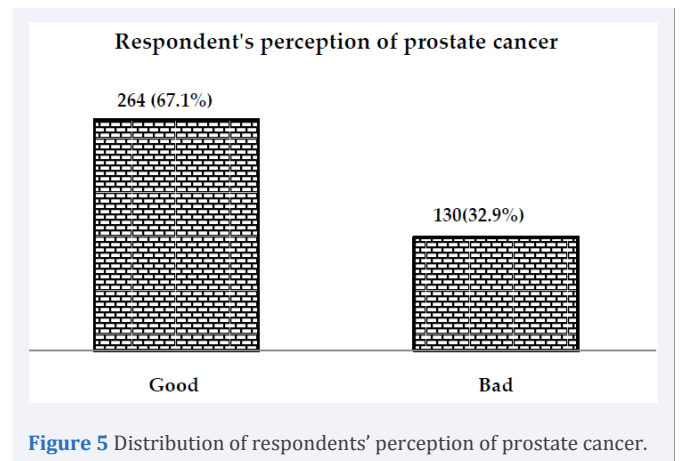 Respondent's perception of prostate cancer
264 (67.1%)
130(32.9%)
Good
Bad
Figure 5 Distribution of respondents’ perception of prostate cancer.